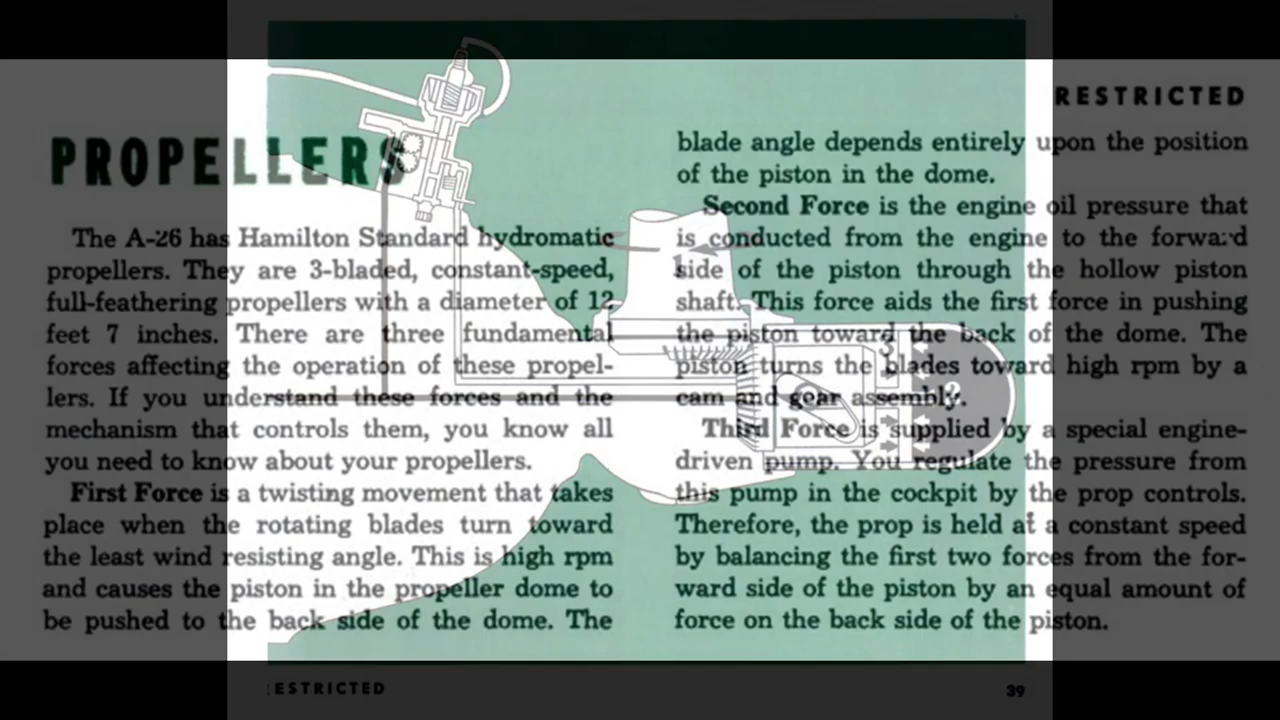 RESTRICTED
PROPELLERS
The A-26 has Hamilton Standard hydromatic
propellers. They are 3-bladed, constant-speed,
full-feathering propellers with a diameter of 12
feet 7 inches. There are three fundamental
forces affecting the operation of these propel-
lers. If you understand these forces and the
mechanism that controls them, you know all
you need to know about your propellers.
First Force is a twisting movement that takes
place when the rotating blades turn toward
the least wind resisting angle. This is high rpm
and causes the piston in the propeller dome to
be pushed to the back side of the dome. The
blade angle depends entirely upon the position
of the piston in the dome.
Second Force is the engine oil pressure that
is conducted from the engine to the forward
side of the piston through the hollow piston
shaft. This force aids the first force in pushing
the piston toward the back of the dome. The
piston turns the blades toward high rpm by a
cam and gear assembly.
Third Force is supplied by a special engine-
driven pump. You regulate the pressure from
this pump in the cockpit by the prop controls.
Therefore, the prop is held at a constant speed
by balancing the first two forces from the for-
ward side of the piston by an equal amount of
force on the back side of the piston.
1
3
2
ESTRICTED
39